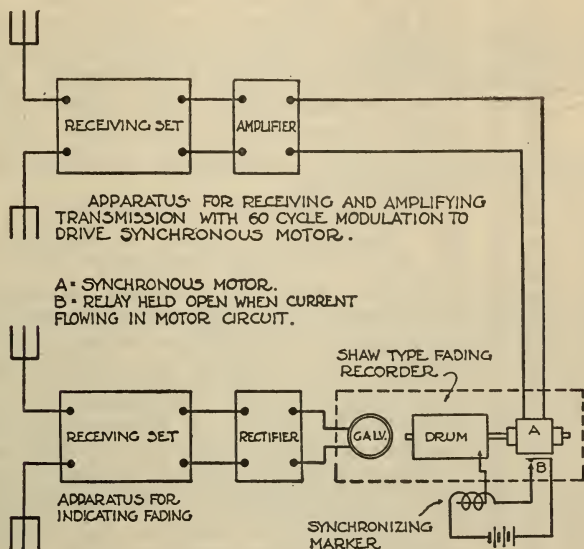 RECEIVING SET
AMPLIFIER
APPARATUS FOR RECEIVING AND AMPLIFYING
TRANSMISSION WITH 60 CYCLE MODULATION TO
DRIVE SYNCHRONOUS MOTOR.
A = SYNCHRONOUS MOTOR.
B = RELAY HELD OPEN WHEN CURRENT
FLOWING IN MOTOR CIRCUIT.
SHAW TYPE FADING
RECORDER
RECEIVING SET
RECTIFIER
GALV.
DRUM
A
B
APPARATUS FOR
INDICATING FADING
SYNCHRONIZING
MARKER